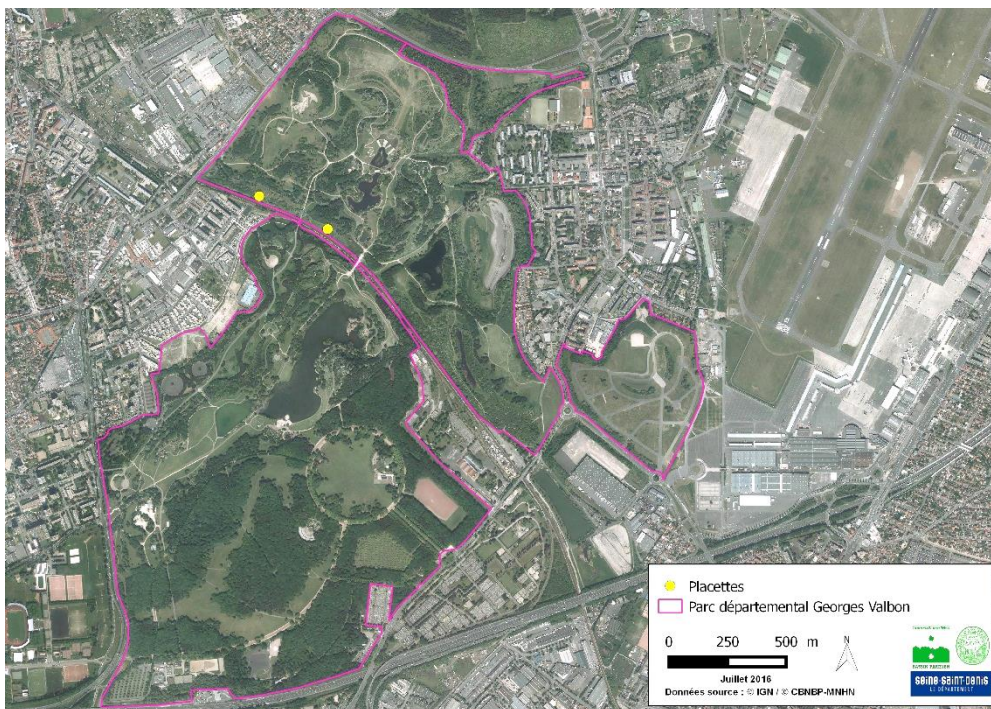 Placettes
Parc départemental Georges Valbon
0 250 500 m
N
Juillet 2016
Données source : © IGN / © CBNBP-MNHN
SEINE-SAINT-DENIS
LE DÉPARTEMENT